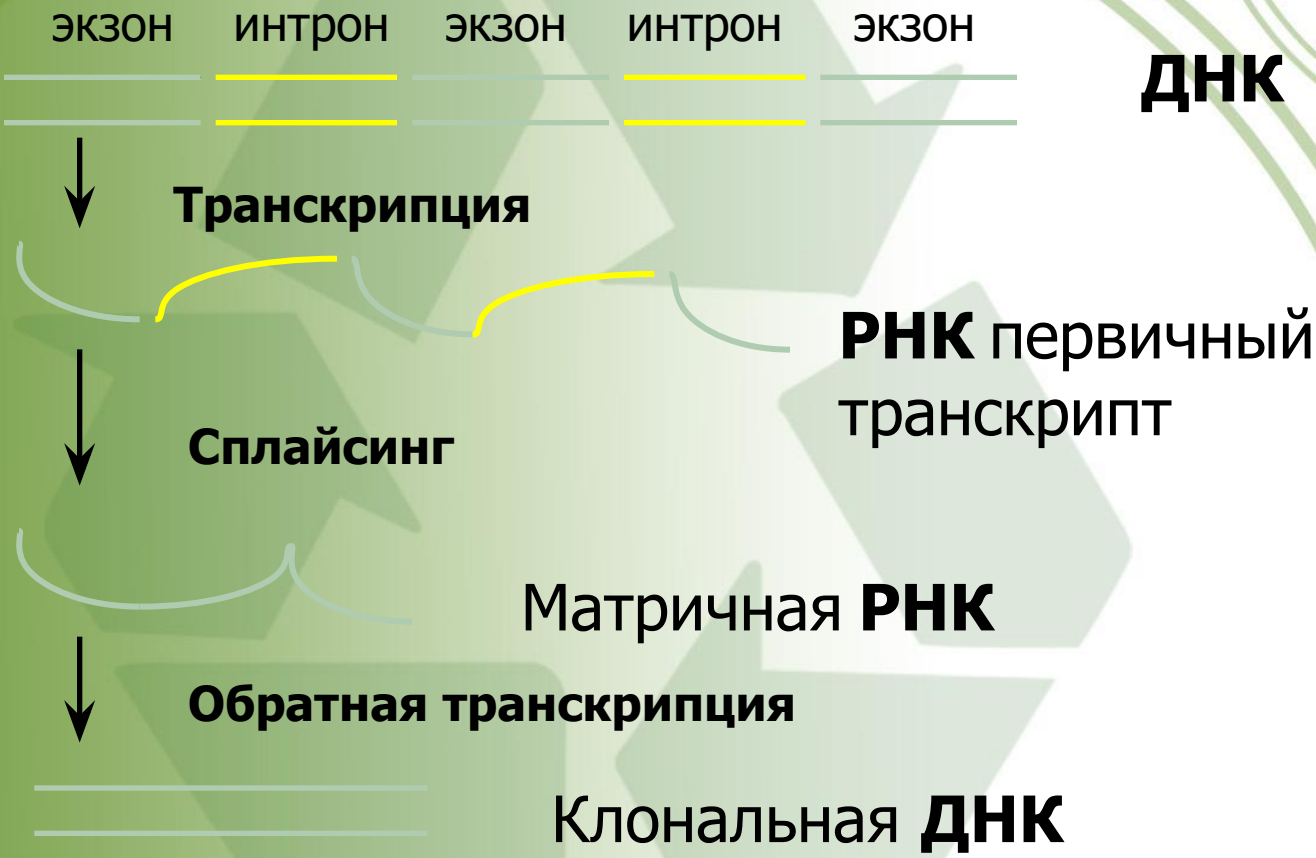 экзон интрон экзон интрон экзон
ДНК
Транскрипция
РНК первичный
транскрипт
Сплайсинг
Матричная РНК
Обратная транскрипция
Клональная ДНК